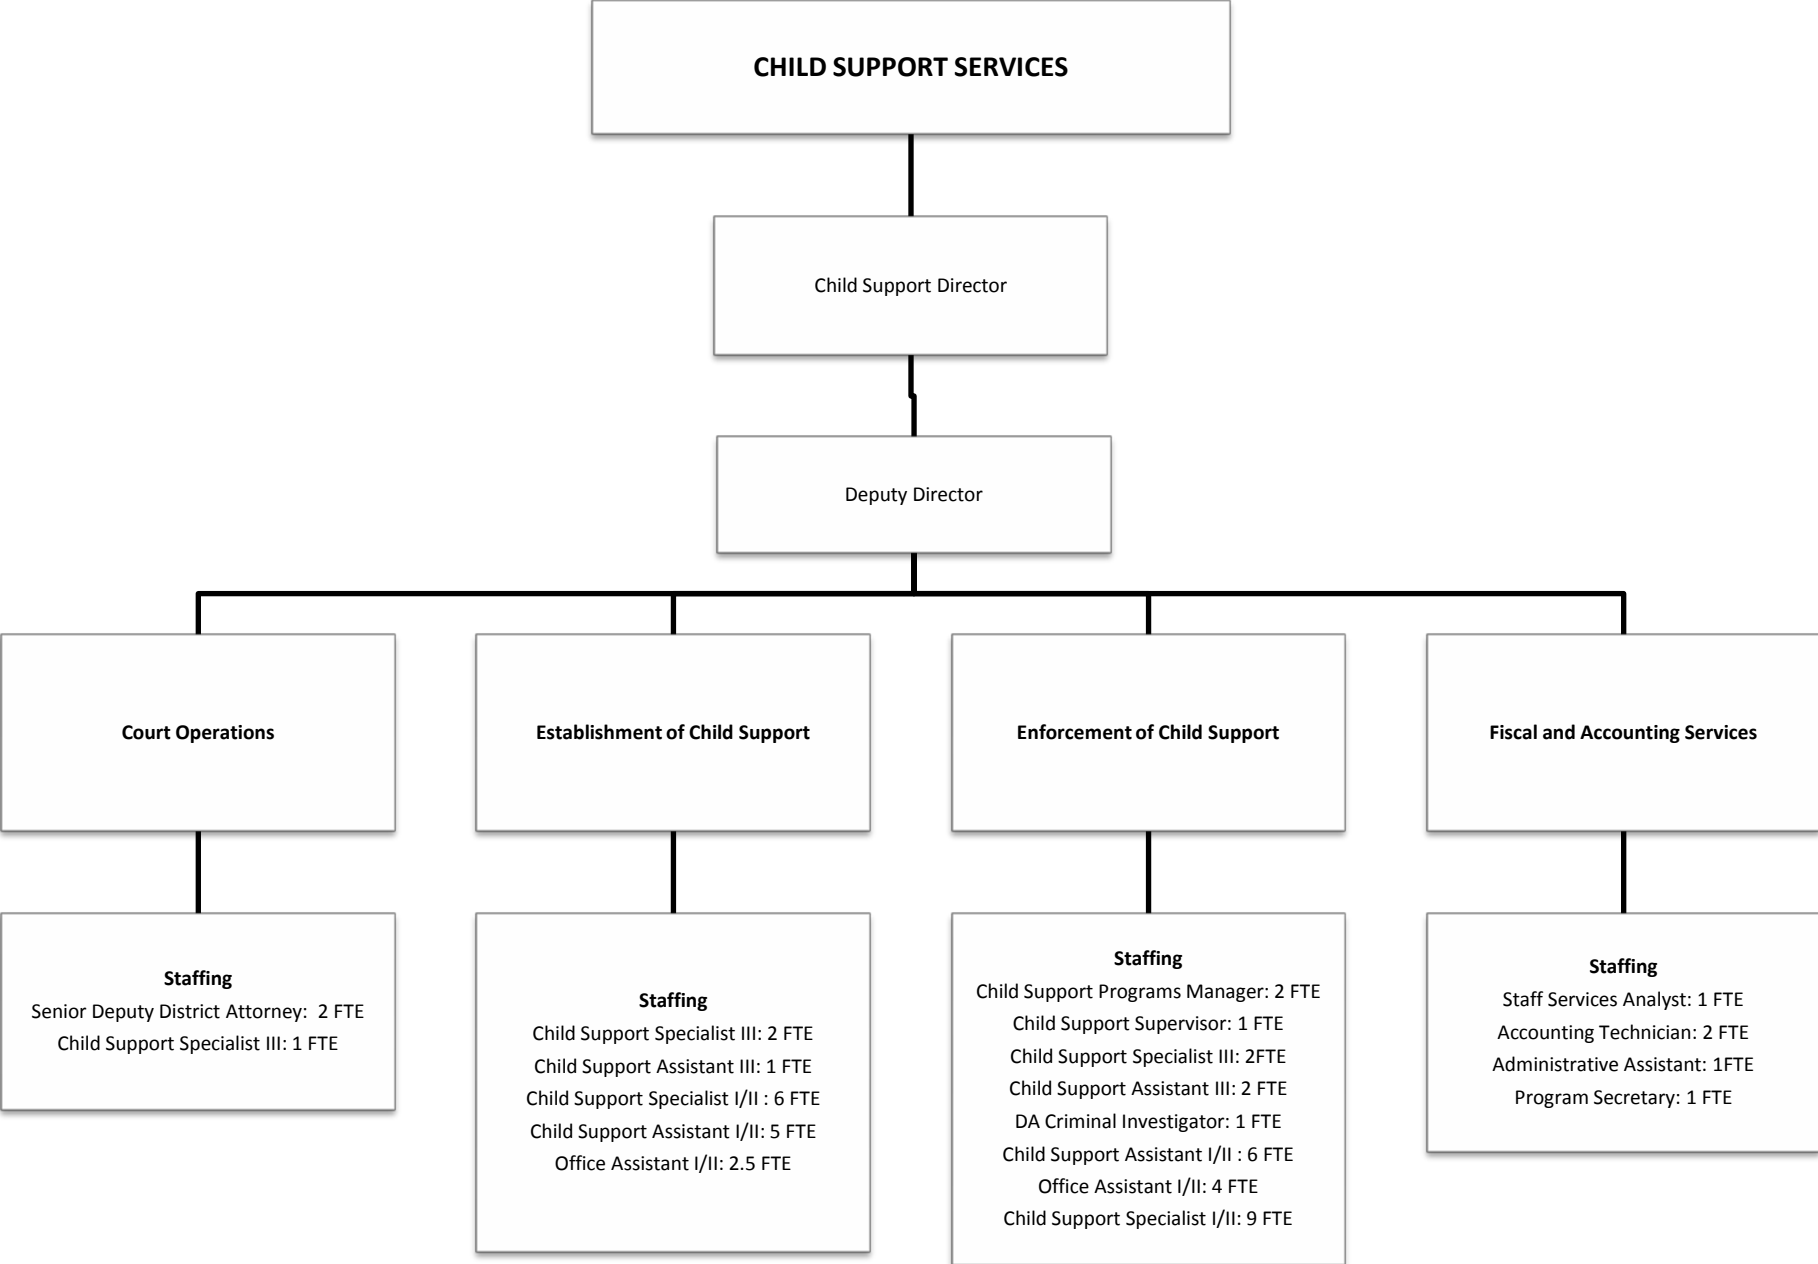 CHILD SUPPORT SERVICES
Child Support Director
Deputy Director
Court Operations
Establishment of Child Support
Enforcement of Child Support
Fiscal and Accounting Services
Staffing
Senior Deputy District Attorney:  2 FTE
Child Support Specialist III: 1 FTE
Staffing
Child Support Specialist III: 2 FTE
Child Support Assistant III: 1 FTE
Child Support Specialist I/II : 6 FTE
Child Support Assistant I/II: 5 FTE
Office Assistant I/II: 2.5 FTE
Staffing
Child Support Programs Manager: 2 FTE
Child Support Supervisor: 1 FTE
Child Support Specialist III: 2FTE
Child Support Assistant III: 2 FTE
DA Criminal Investigator: 1 FTE
Child Support Assistant I/II : 6 FTE
Office Assistant I/II: 4 FTE
Child Support Specialist I/II: 9 FTE
Staffing
Staff Services Analyst: 1 FTE
Accounting Technician: 2 FTE
Administrative Assistant: 1FTE
Program Secretary: 1 FTE